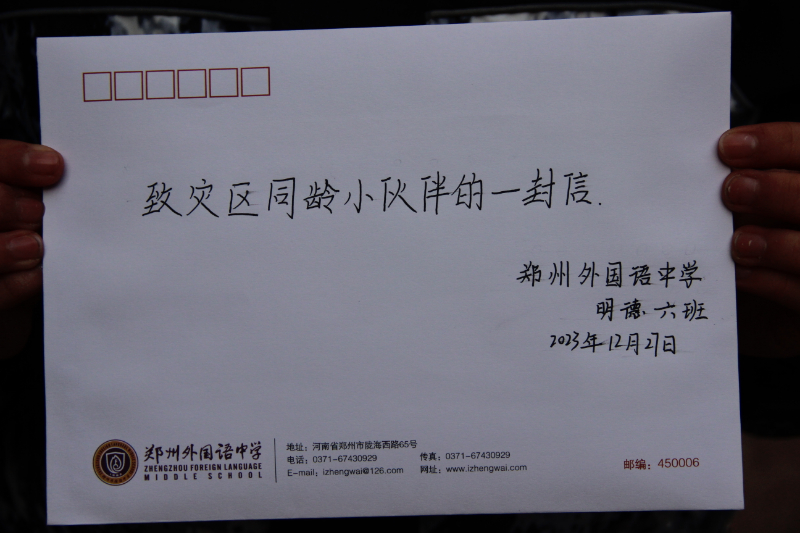 致灾区同龄小伙伴的一封信.
郑州外国语中学
明德六班
2023年12月27日
郑州外国语中学
ZHENGZHOU FOREIGN LANGUAGE
MIDDLE SCHOOL
地址：河南省郑州市陇海西路65号
电话：0371-67430929 传真：0371-67430929
E-mail：izhengwai@126.com 网址：www.izhengwai.com
邮编：450006